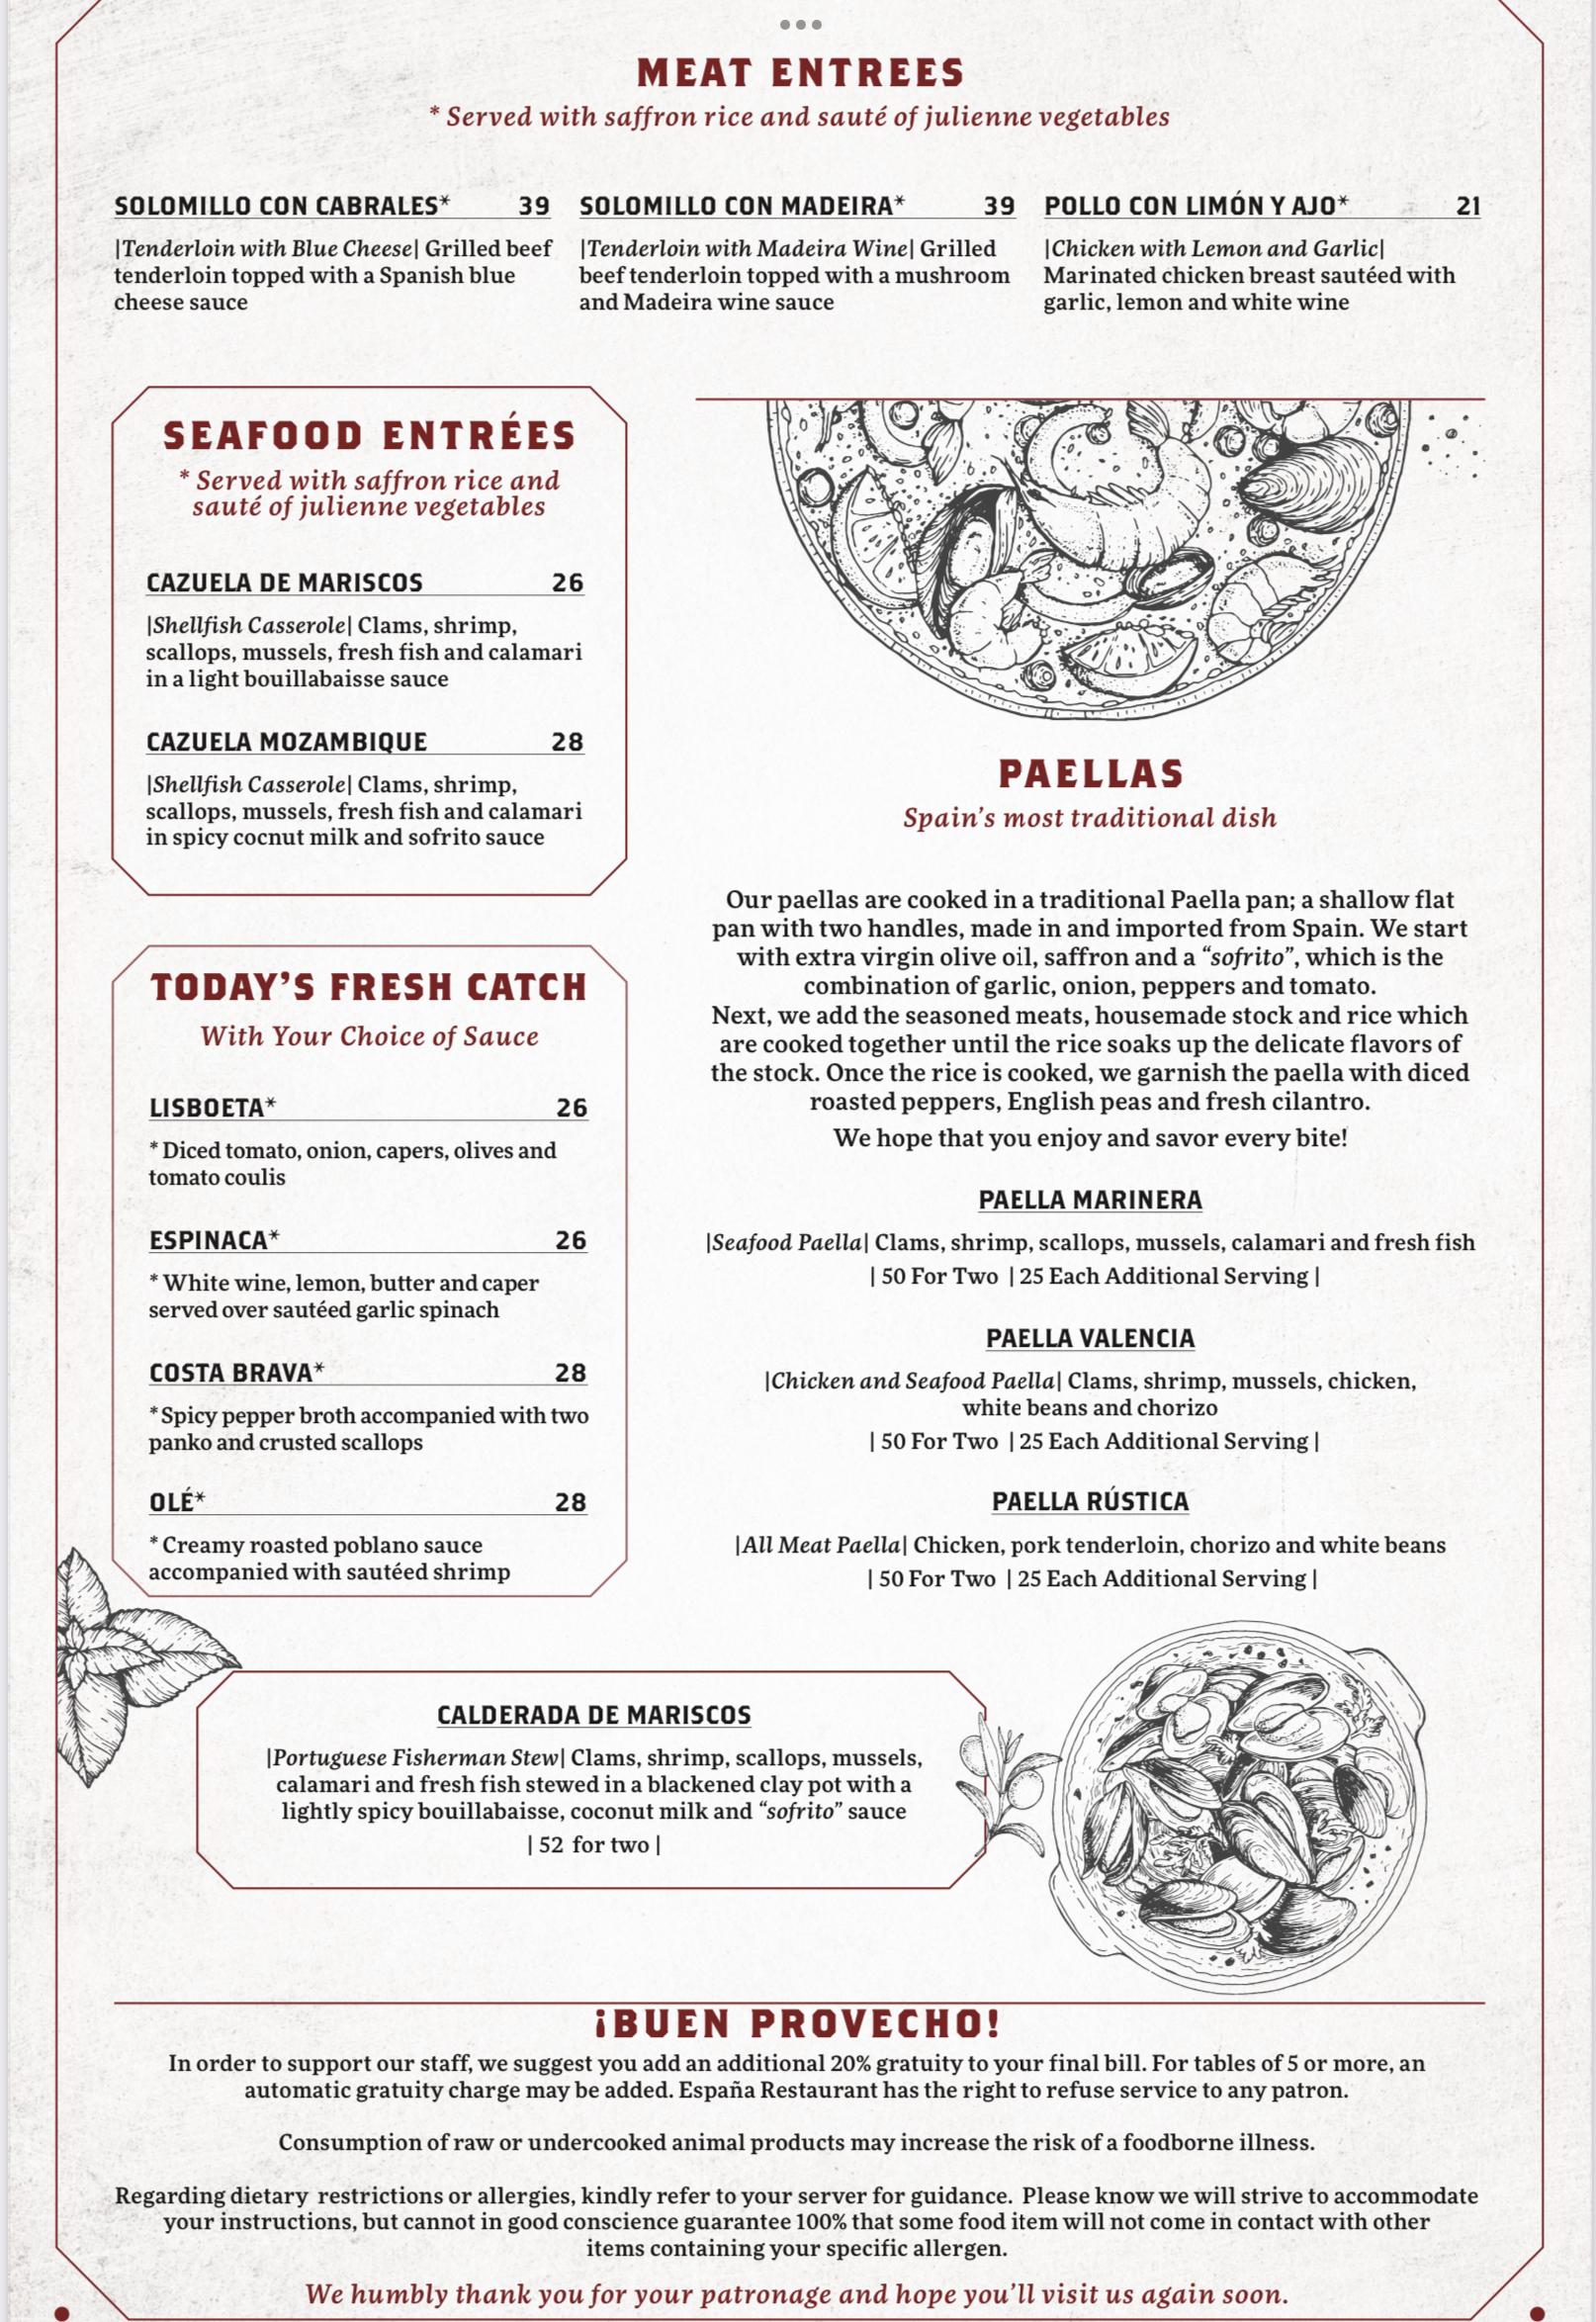 MEAT ENTREES
* Served with saffron rice and sauté of julienne vegetables
SOLOMILLO CON CABRALES* 39
|Tenderloin with Blue Cheese| Grilled beef
tenderloin topped with a Spanish blue
cheese sauce
SOLOMILLO CON MADEIRA* 39
|Tenderloin with Madeira Wine| Grilled
beef tenderloin topped with a mushroom
and Madeira wine sauce
POLLO CON LIMÓN Y AJO* 21
|Chicken with Lemon and Garlic|
Marinated chicken breast sautéed with
garlic, lemon and white wine
SEAFOOD ENTRÉES
* Served with saffron rice and
sauté of julienne vegetables
CAZUELA DE MARISCOS 26
|Shellfish Casserole| Clams, shrimp,
scallops, mussels, fresh fish and calamari
in a light bouillabaisse sauce
CAZUELA MOZAMBIQUE 28
|Shellfish Casserole| Clams, shrimp,
scallops, mussels, fresh fish and calamari
in spicy cocnut milk and sofrito sauce
TODAY'S FRESH CATCH
With Your Choice of Sauce
LISBOETA* 26
* Diced tomato, onion, capers, olives and
tomato coulis
ESPINACA* 26
* White wine, lemon, butter and caper
served over sautéed garlic spinach
COSTA BRAVA* 28
* Spicy pepper broth accompanied with two
panko and crusted scallops
OLÉ* 28
* Creamy roasted poblano sauce
accompanied with sautéed shrimp
PAELLAS
Spain's most traditional dish
Our paellas are cooked in a traditional Paella pan; a shallow flat
pan with two handles, made in and imported from Spain. We start
with extra virgin olive oil, saffron and a “sofrito”, which is the
combination of garlic, onion, peppers and tomato.
Next, we add the seasoned meats, housemade stock and rice which
are cooked together until the rice soaks up the delicate flavors of
the stock. Once the rice is cooked, we garnish the paella with diced
roasted peppers, English peas and fresh cilantro.
We hope that you enjoy and savor every bite!
PAELLA MARINERA
|Seafood Paella| Clams, shrimp, scallops, mussels, calamari and fresh fish
| 50 For Two | 25 Each Additional Serving |
PAELLA VALENCIA
|Chicken and Seafood Paella| Clams, shrimp, mussels, chicken,
white beans and chorizo
| 50 For Two | 25 Each Additional Serving |
PAELLA RÚSTICA
|All Meat Paella| Chicken, pork tenderloin, chorizo and white beans
| 50 For Two | 25 Each Additional Serving |
CALDERADA DE MARISCOS
|Portuguese Fisherman Stew| Clams, shrimp, scallops, mussels,
calamari and fresh fish stewed in a blackened clay pot with a
lightly spicy bouillabaisse, coconut milk and “sofrito” sauce
| 52 for two |
¡BUEN PROVECHO!
In order to support our staff, we suggest you add an additional 20% gratuity to your final bill. For tables of 5 or more, an
automatic gratuity charge may be added. España Restaurant has the right to refuse service to any patron.
Consumption of raw or undercooked animal products may increase the risk of a foodborne illness.
Regarding dietary restrictions or allergies, kindly refer to your server for guidance. Please know we will strive to accommodate
your instructions, but cannot in good conscience guarantee 100% that some food item will not come in contact with other
items containing your specific allergen.
We humbly thank you for your patronage and hope you'll visit us again soon.